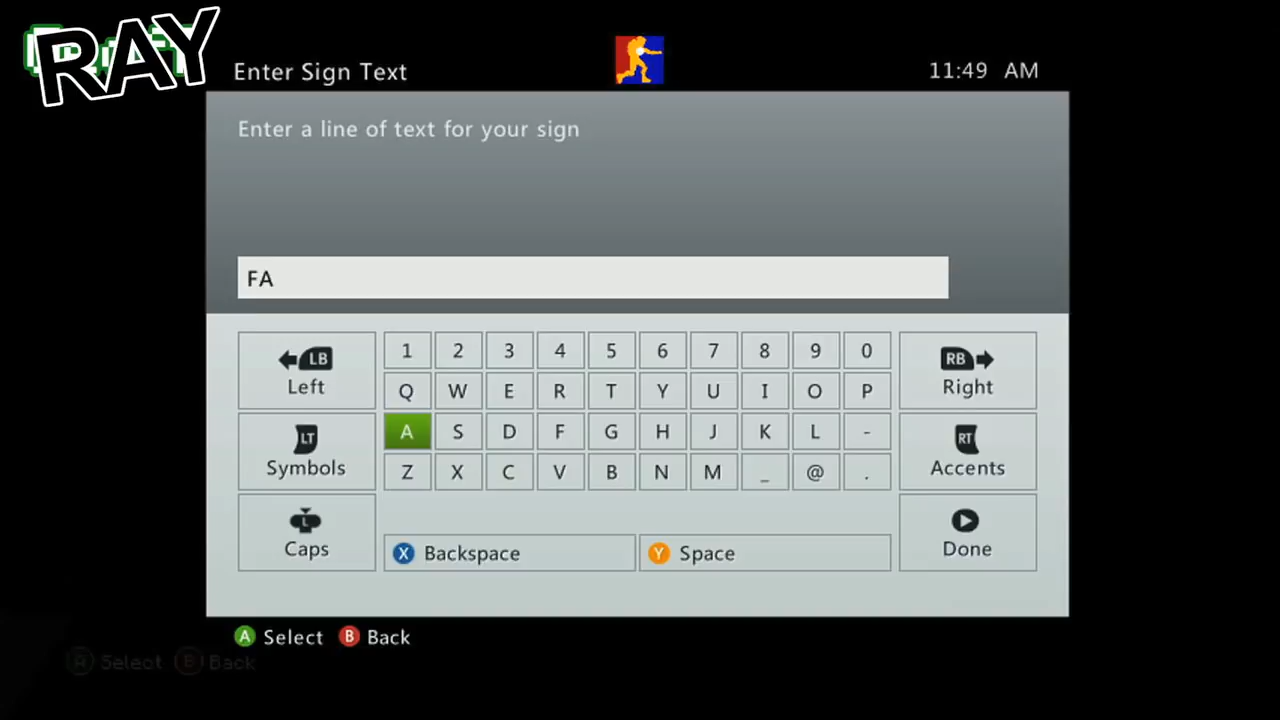 RAY
Enter Sign Text
11:49 AM
Enter a line of text for your sign
FA
LB
Left
1 2 3 4 5 6 7 8 9 0
RB
Right
Q W E R T Y U I O P
LT
Symbols
A S D F G H J K L -
RT
Accents
Z X C V B N M _ @ .
L
Caps
X Backspace
Y Space
Done
A Select B Back
A Select B Back